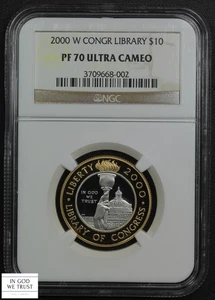 2000 W CONGR LIBRARY $10
PF 70 ULTRA CAMEO
3709668-002
NGC
LIBERTY 2000
IN GOD
WE
TRUST
LIBRARY OF CONGRESS
IN GOD
WE TRUST